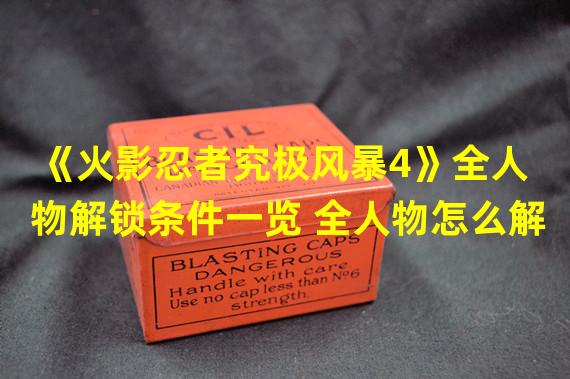 CIL
《火影忍者究极风暴4》全人
物解锁条件一览 全人物怎么解
BLASTING CAPS
DANGEROUS
Handle with care
Use no cap less than No6
strength.